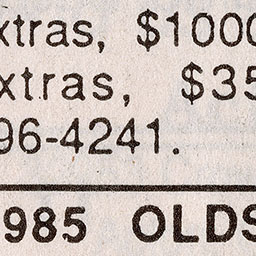 xtras, $1000
xtras, $35
96-4241.
985 OLDS